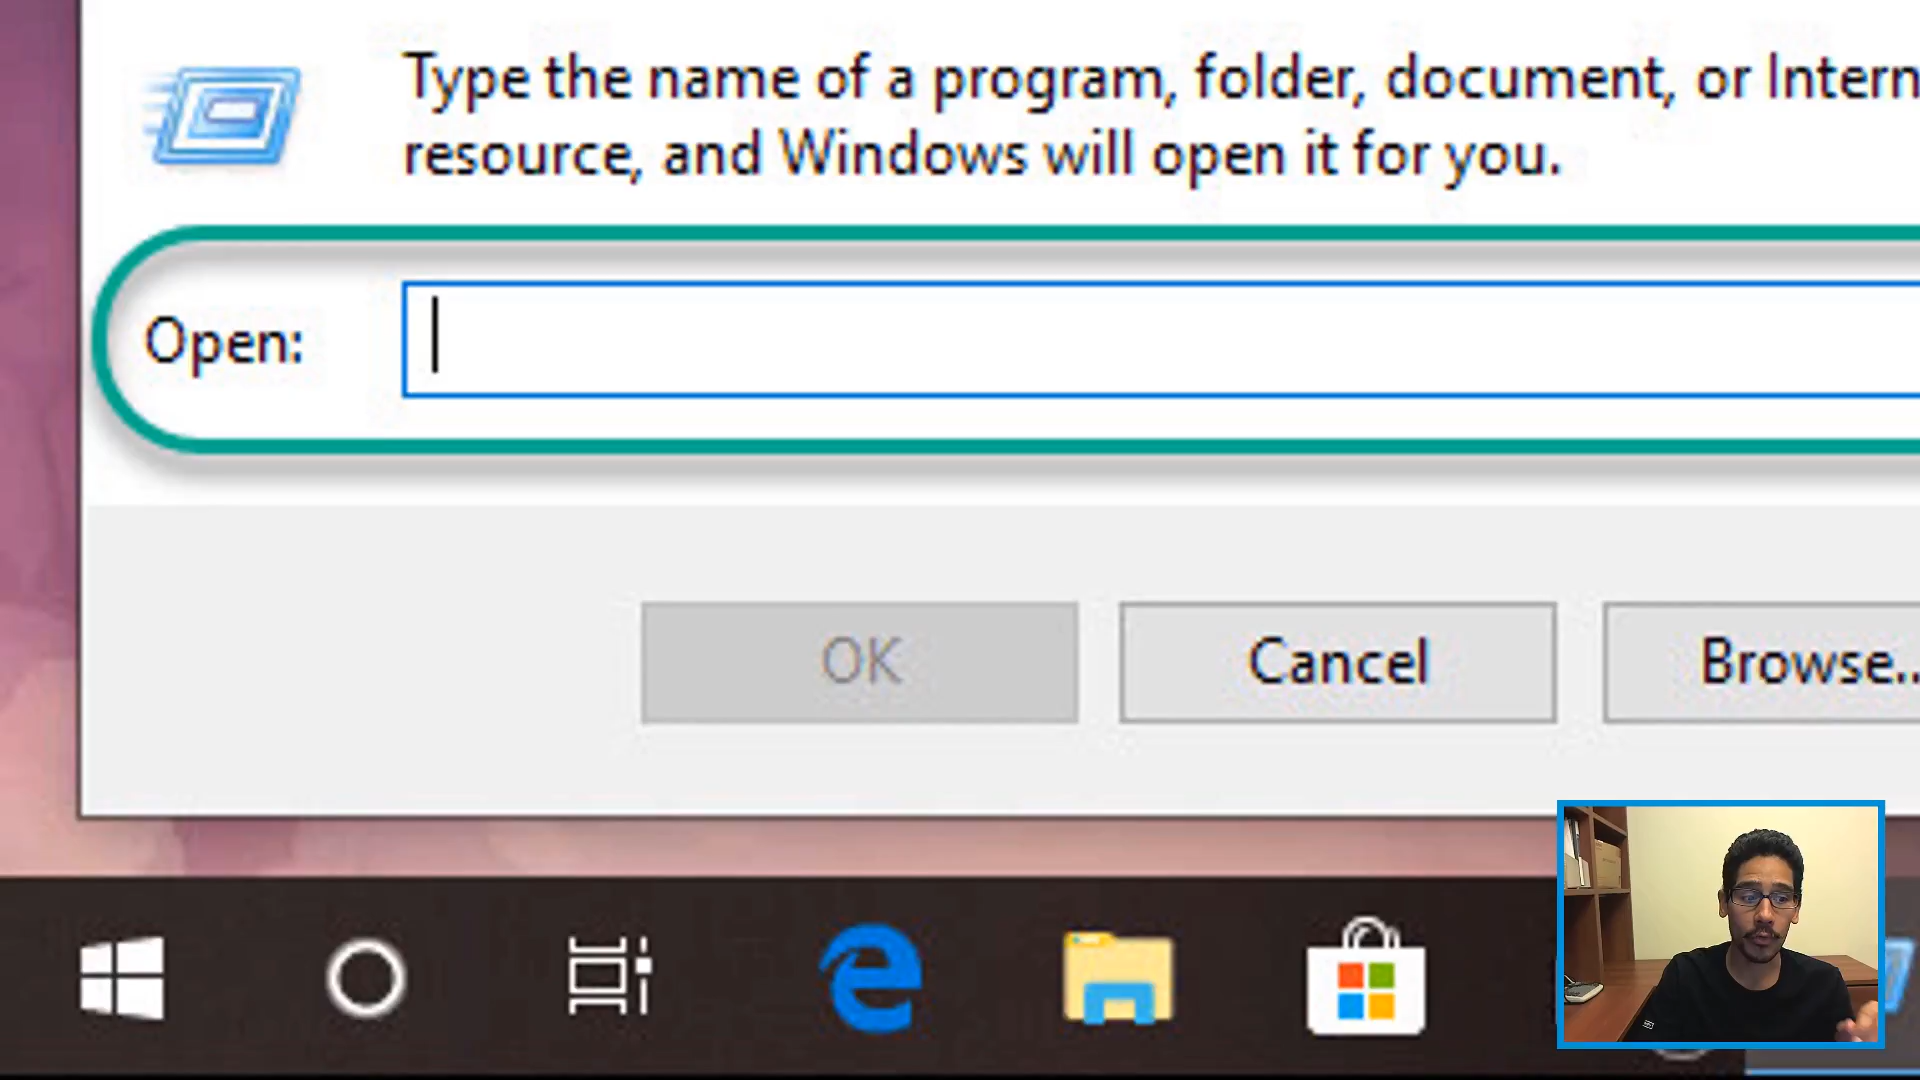 Type the name of a program, folder, document, or Intern
resource, and Windows will open it for you.
Open:
OK
Cancel
Browse..